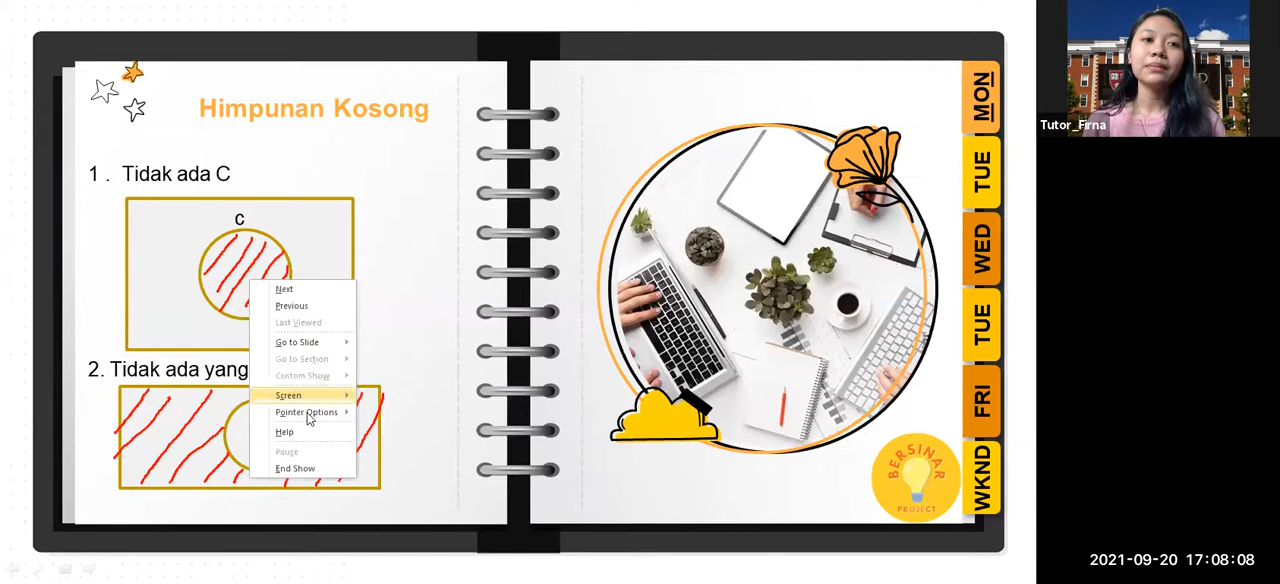 Himpunan Kosong
1 . Tidak ada C
C
2. Tidak ada yang
Next
Previous
Last Viewed
Go to Slide
Go to Section
Custom Show
Screen
Pointer Options
Help
Pause
End Show
MON
TUE
WED
TUE
FRI
WKND
BERSINAR
PROJECT
Tutor_Firna
2021-09-20 17:08:08